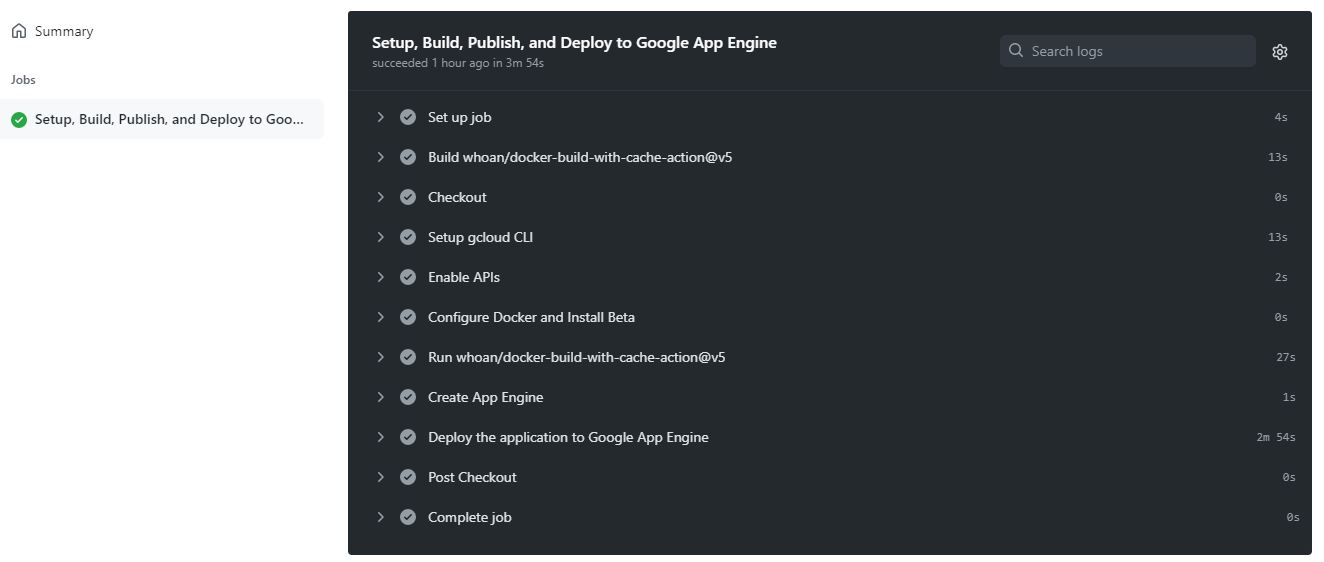 Summary
Jobs
Setup, Build, Publish, and Deploy to Goo...
Setup, Build, Publish, and Deploy to Google App Engine
succeeded 1 hour ago in 3m 54s
Search logs
Set up job 4s
Build whoan/docker-build-with-cache-action@v5 13s
Checkout 0s
Setup gcloud CLI 13s
Enable APIs 2s
Configure Docker and Install Beta 0s
Run whoan/docker-build-with-cache-action@v5 27s
Create App Engine 1s
Deploy the application to Google App Engine 2m 54s
Post Checkout 0s
Complete job 0s